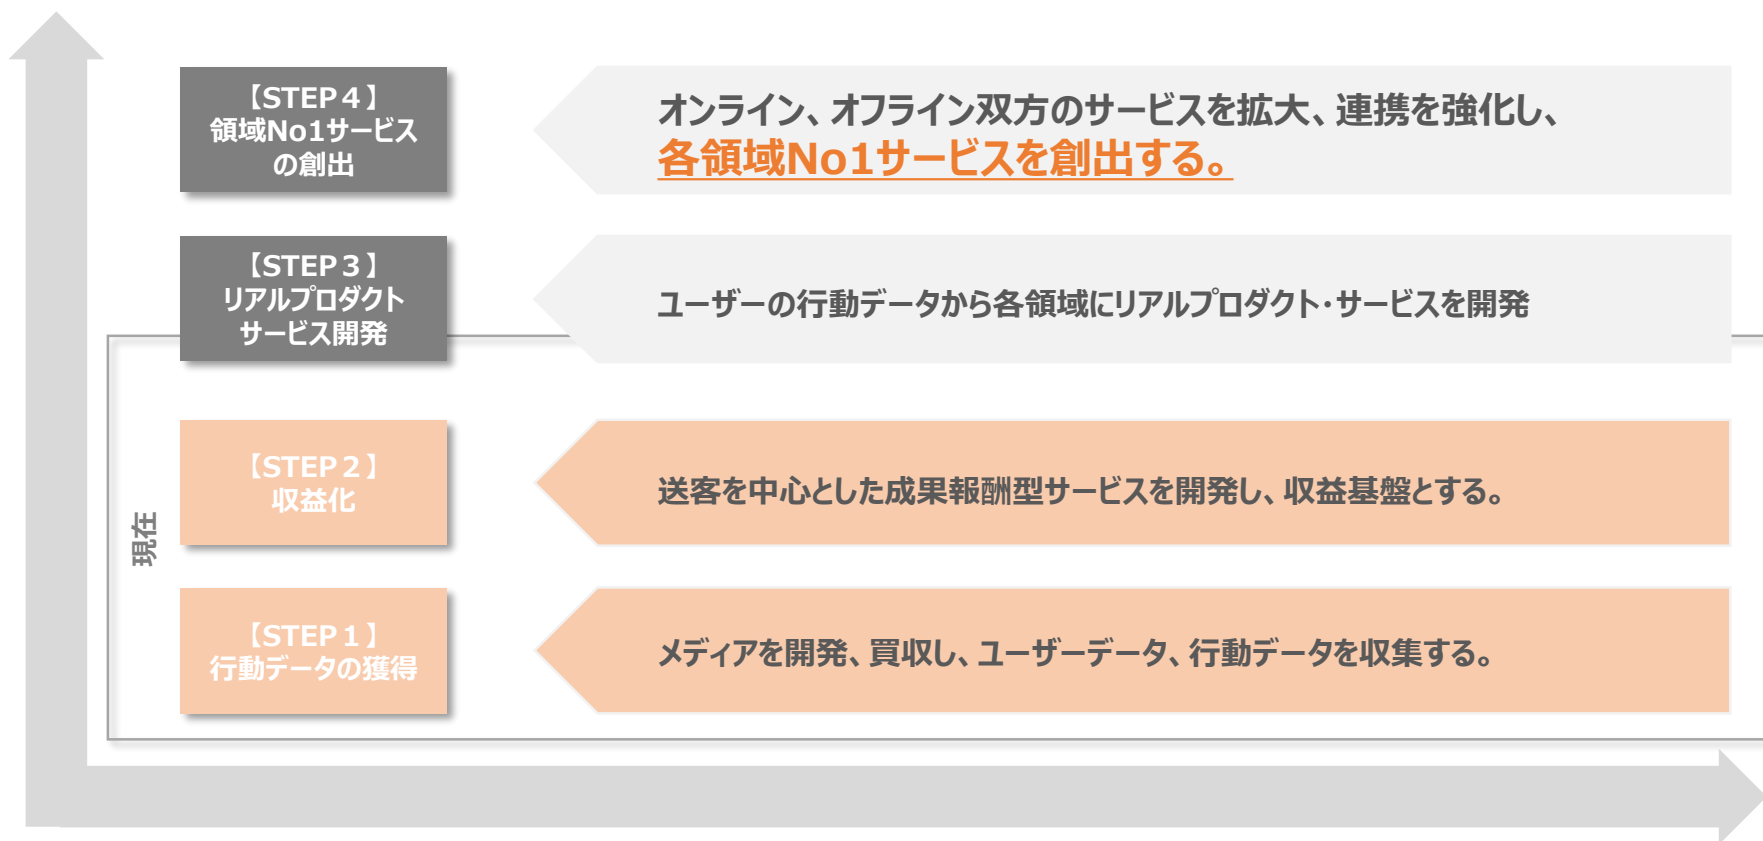 【STEP４】
領域No1サービス
の創出
オンライン、オフライン双方のサービスを拡大、連携を強化し、
各領域No1サービスを創出する。
【STEP３】
リアルプロダクト
サービス開発
ユーザーの行動データから各領域にリアルプロダクト・サービスを開発
現在
【STEP２】
収益化
送客を中心とした成果報酬型サービスを開発し、収益基盤とする。
【STEP１】
行動データの獲得
メディアを開発、買収し、ユーザーデータ、行動データを収集する。